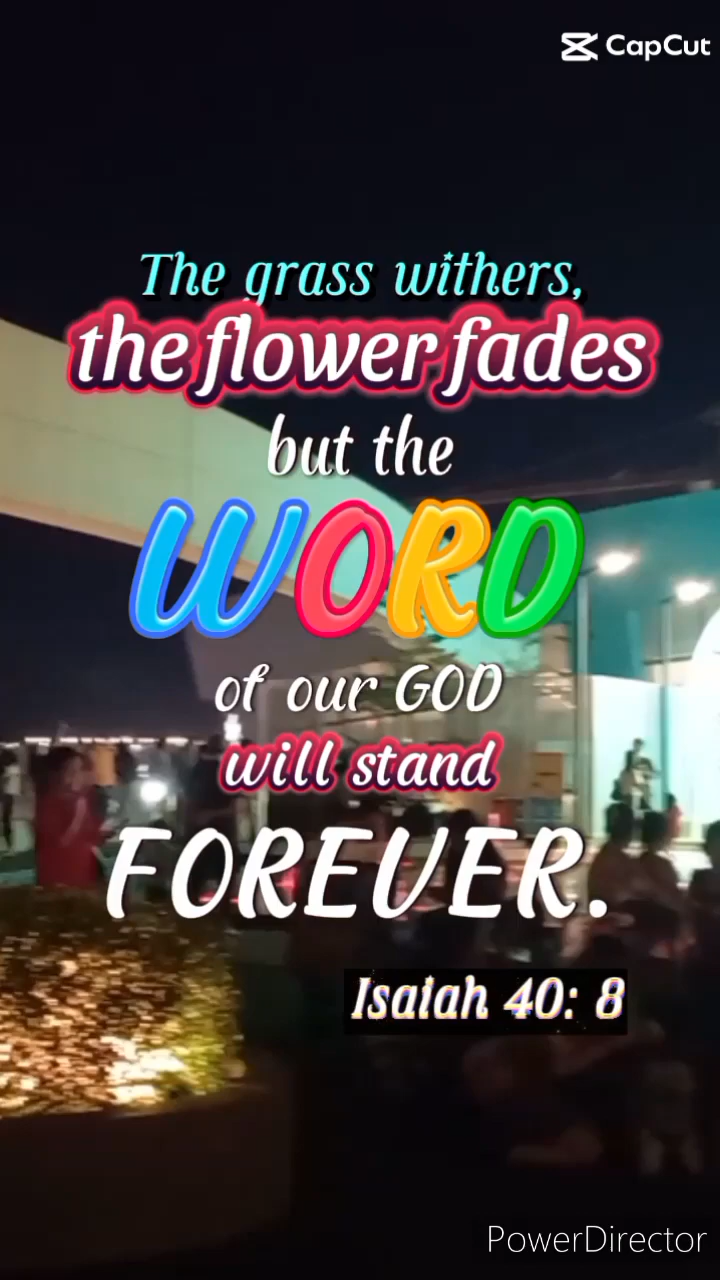 CapCut
The grass withers,
the flower fades
but the
WORD
of our GOD
will stand
FOREVER.
Isaiah 40: 8
PowerDirector